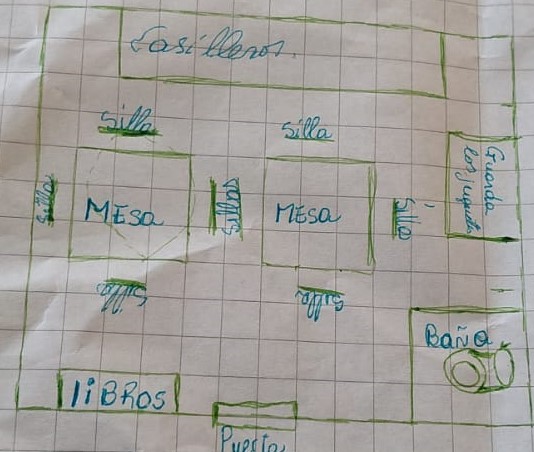 Casilleros.
Silla
Silla
Guarda
los juguetes
Silla
MESA
Silla
MESA
Silla
Silla
Silla
BAÑO
liBROS
Puerta